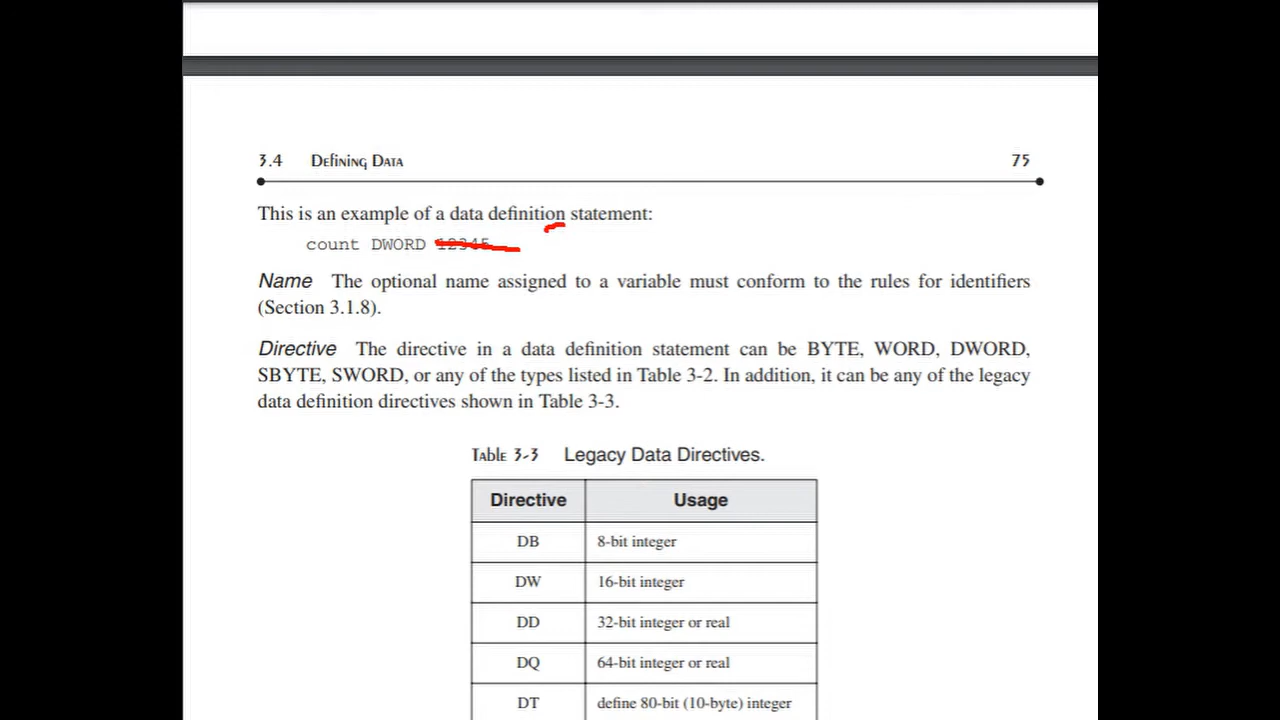 3.4 Defining Data 75
This is an example of a data definition statement:
count DWORD 12345
Name The optional name assigned to a variable must conform to the rules for identifiers
(Section 3.1.8).
Directive The directive in a data definition statement can be BYTE, WORD, DWORD,
SBYTE, SWORD, or any of the types listed in Table 3-2. In addition, it can be any of the legacy
data definition directives shown in Table 3-3.
Table 3-3 Legacy Data Directives.
Directive Usage
DB 8-bit integer
DW 16-bit integer
DD 32-bit integer or real
DQ 64-bit integer or real
DT define 80-bit (10-byte) integer